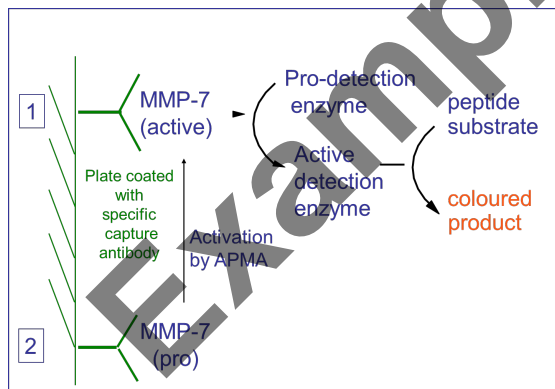 1
MMP-7
(active)
Pro-detection
enzyme
Active
detection
enzyme
peptide
substrate
coloured
product
Plate coated
with
specific
capture
antibody
Activation
by APMA
2
MMP-7
(pro)
Exampl